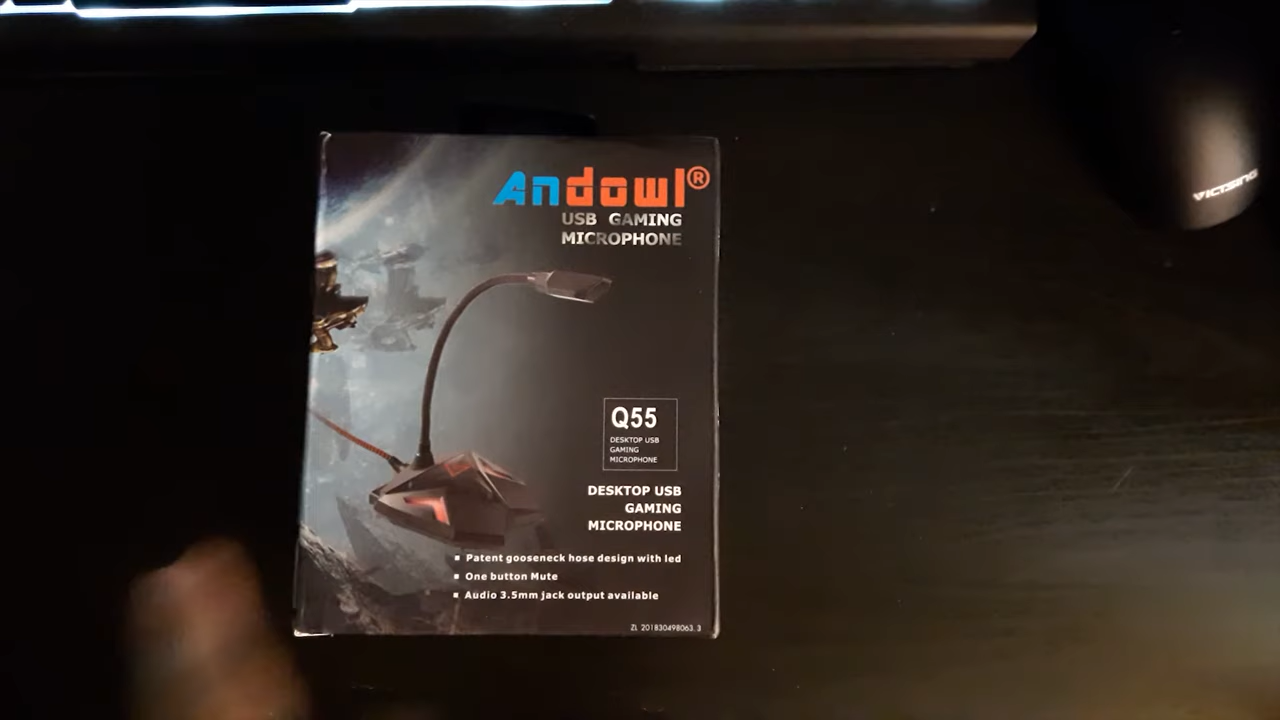 Andowl®
USB GAMING
MICROPHONE
VICTSING
Q55
DESKTOP USB
GAMING
MICROPHONE
DESKTOP USB
GAMING
MICROPHONE
▪ Patent gooseneck hose design with led
▪ One button Mute
▪ Audio 3.5mm jack output available
ZL 201830498063.3